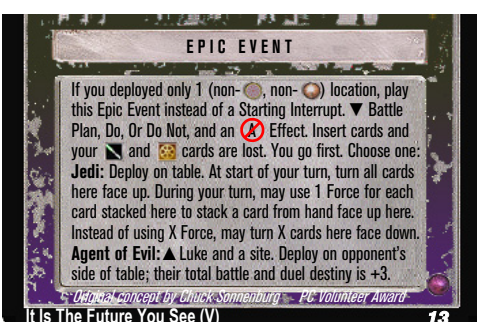 EPIC EVENT
If you deployed only 1 (non- , non- ) location, play
this Epic Event instead of a Starting Interrupt. ▼ Battle
Plan, Do, Or Do Not, and an A Effect. Insert cards and
your and cards are lost. You go first. Choose one:
Jedi: Deploy on table. At start of your turn, turn all cards
here face up. During your turn, may use 1 Force for each
card stacked here to stack a card from hand face up here.
Instead of using X Force, may turn X cards here face down.
Agent of Evil: ▲ Luke and a site. Deploy on opponent's
side of table; their total battle and duel destiny is +3.
Original concept by Chuck Sonnenburg - PC Volunteer Award
It Is The Future You See (V) 13